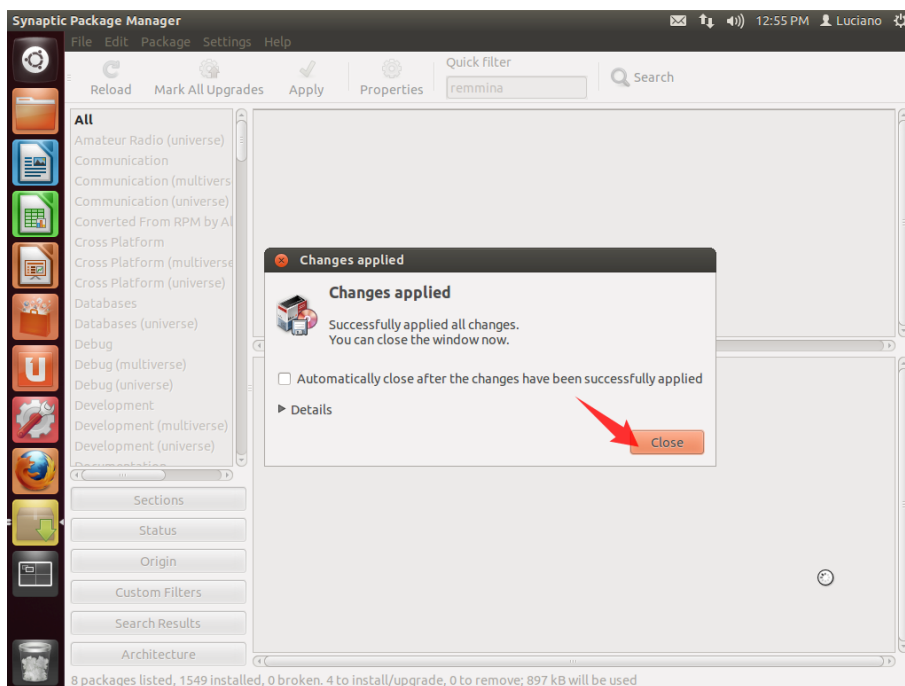 Synaptic Package Manager
12:55 PM
Luciano
File Edit Package Settings Help
Reload
Mark All Upgrades
Apply
Properties
Quick filter
remmina
Search
All
Amateur Radio (universe)
Communication
Communication (multivers
Communication (universe)
Converted From RPM by Al
Cross Platform
Cross Platform (multiverse
Cross Platform (universe)
Databases
Databases (universe)
Debug
Debug (multiverse)
Debug (universe)
Development
Development (multiverse)
Development (universe)
Documentation
Sections
Status
Origin
Custom Filters
Search Results
Architecture
Changes applied
Changes applied
Successfully applied all changes.
You can close the window now.
Automatically close after the changes have been successfully applied
Details
Close
8 packages listed, 1549 installed, 0 broken. 4 to install/upgrade, 0 to remove; 897 kB will be used